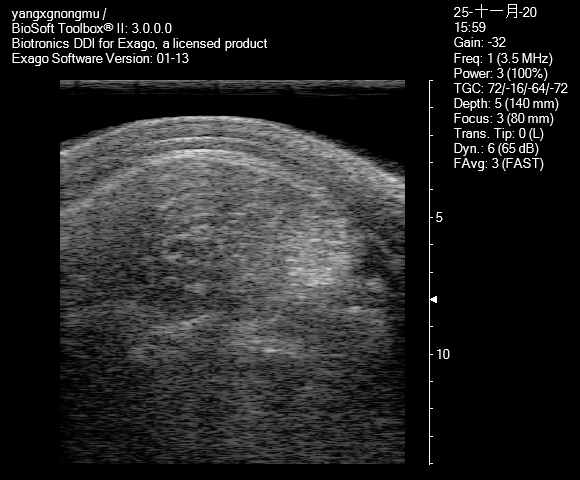 yangxgnongmu /
BioSoft Toolbox® II: 3.0.0.0
Biotronics DDI for Exago, a licensed product
Exago Software Version: 01-13
25-十一月-20
15:59
Gain: -32
Freq: 1 (3.5 MHz)
Power: 3 (100%)
TGC: 72/-16/-64/-72
Depth: 5 (140 mm)
Focus: 3 (80 mm)
Trans. Tip: 0 (L)
Dyn.: 6 (65 dB)
FAvg: 3 (FAST)
5
10